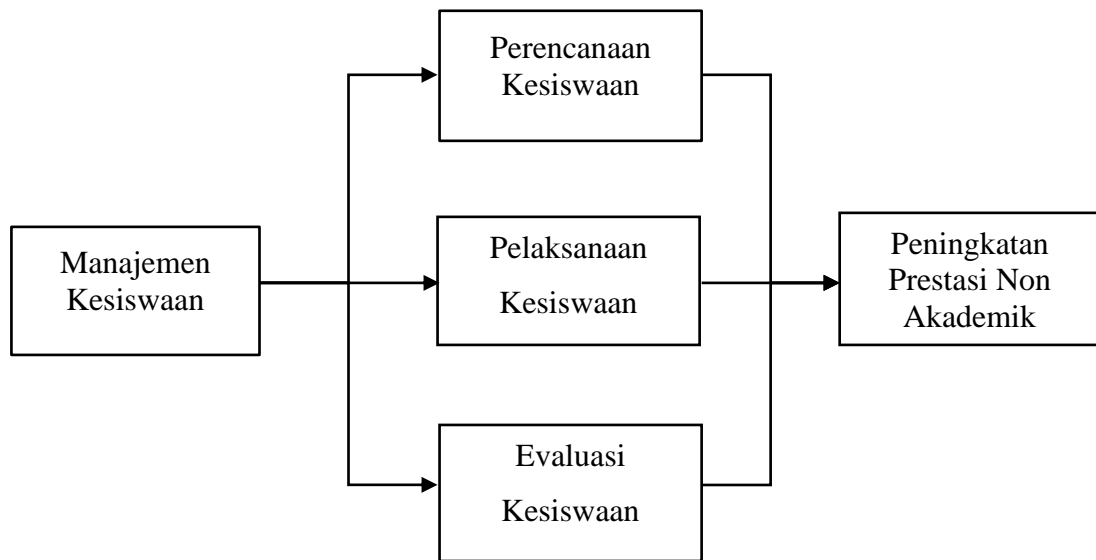 Perencanaan
Kesiswaan
Manajemen
Kesiswaan
Pelaksanaan
Kesiswaan
Evaluasi
Kesiswaan
Peningkatan
Prestasi Non
Akademik